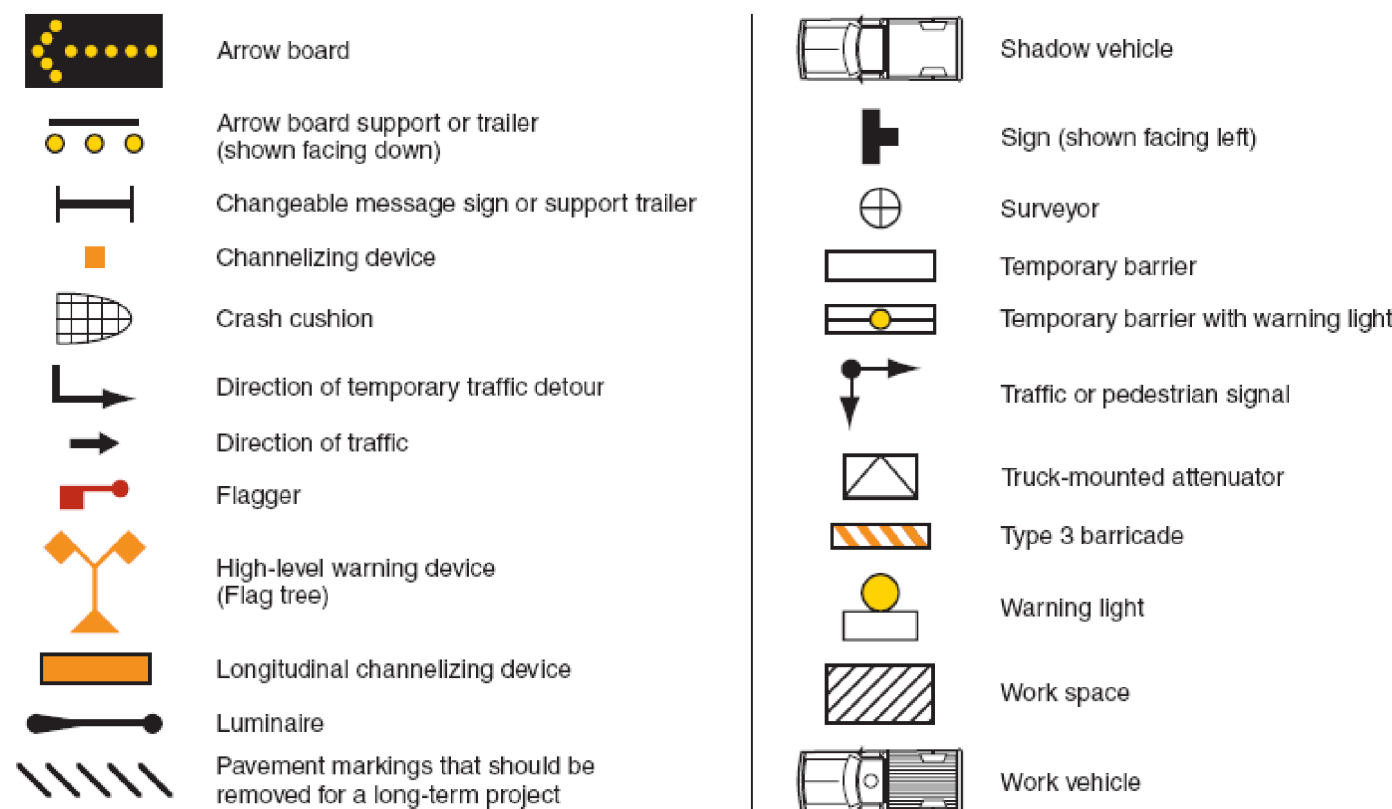 Arrow board
Arrow board support or trailer
(shown facing down)
Changeable message sign or support trailer
Channelizing device
Crash cushion
Direction of temporary traffic detour
Direction of traffic
Flagger
High-level warning device
(Flag tree)
Longitudinal channelizing device
Luminaire
Pavement markings that should be
removed for a long-term project
Shadow vehicle
Sign (shown facing left)
Surveyor
Temporary barrier
Temporary barrier with warning light
Traffic or pedestrian signal
Truck-mounted attenuator
Type 3 barricade
Warning light
Work space
Work vehicle